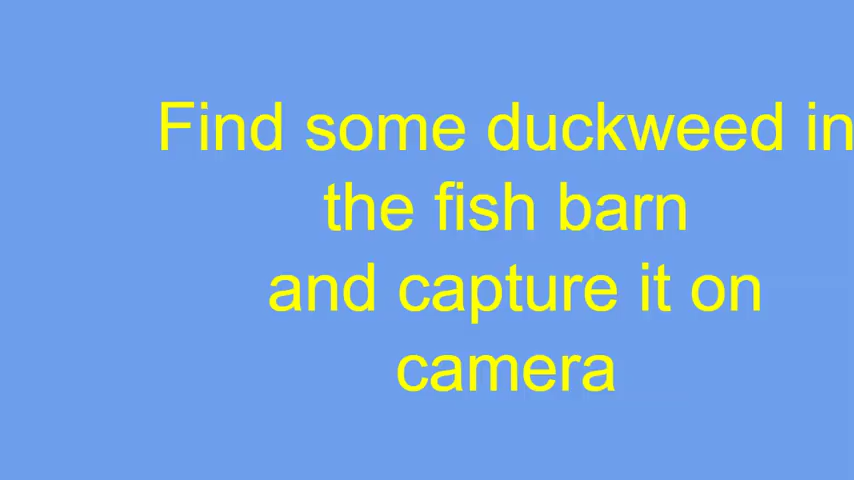 Find some duckweed in
the fish barn
and capture it on
camera